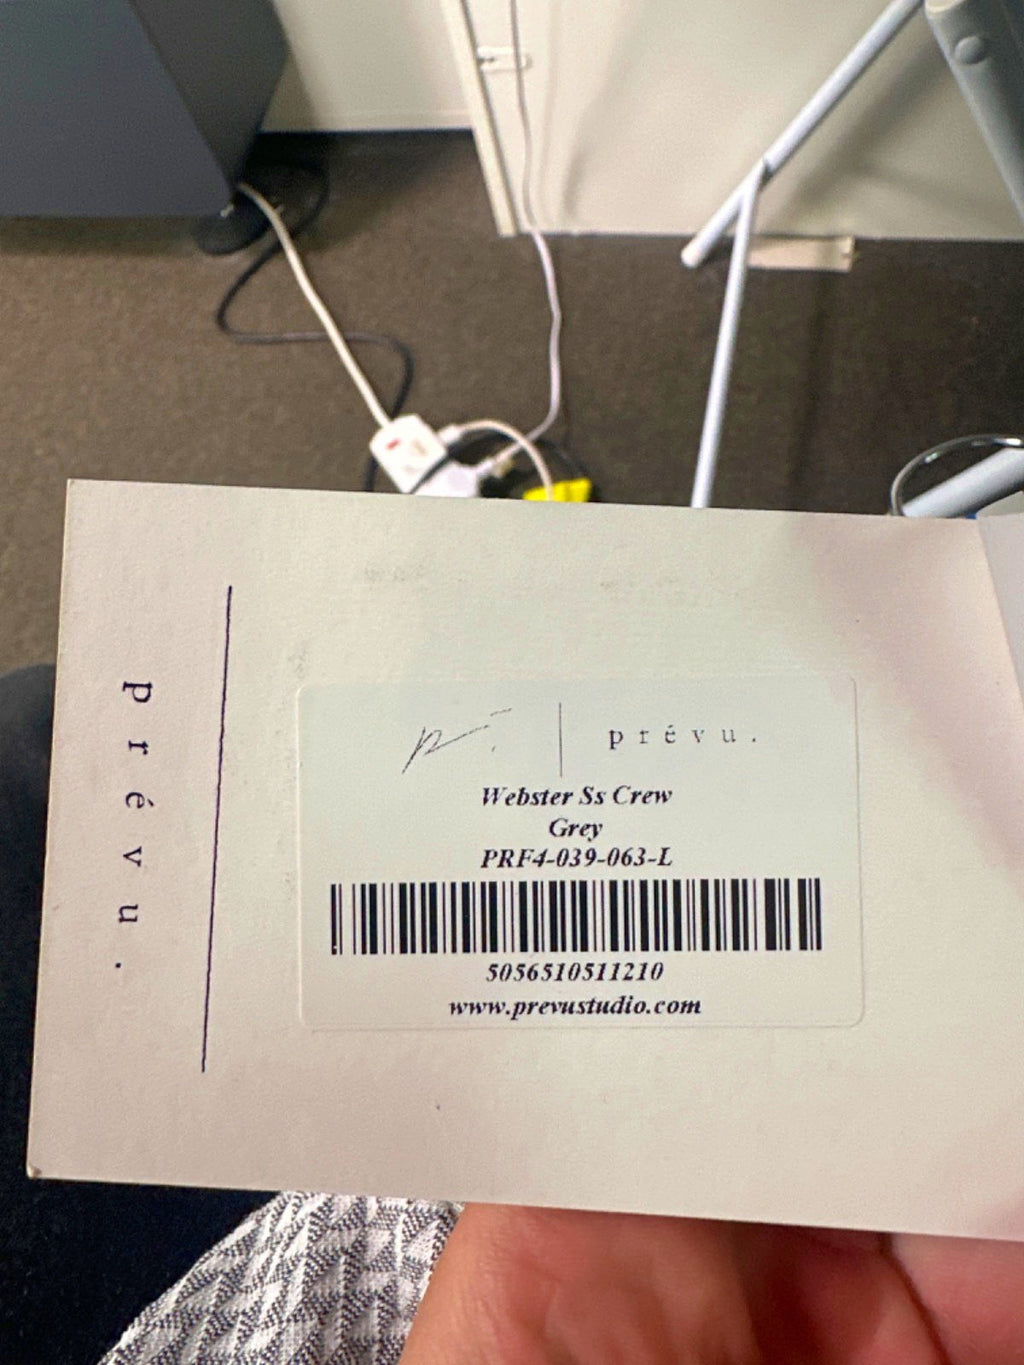 prévu.
p. | prévu.
Webster Ss Crew
Grey
PRF4-039-063-L
5056510511210
www.prevustudio.com